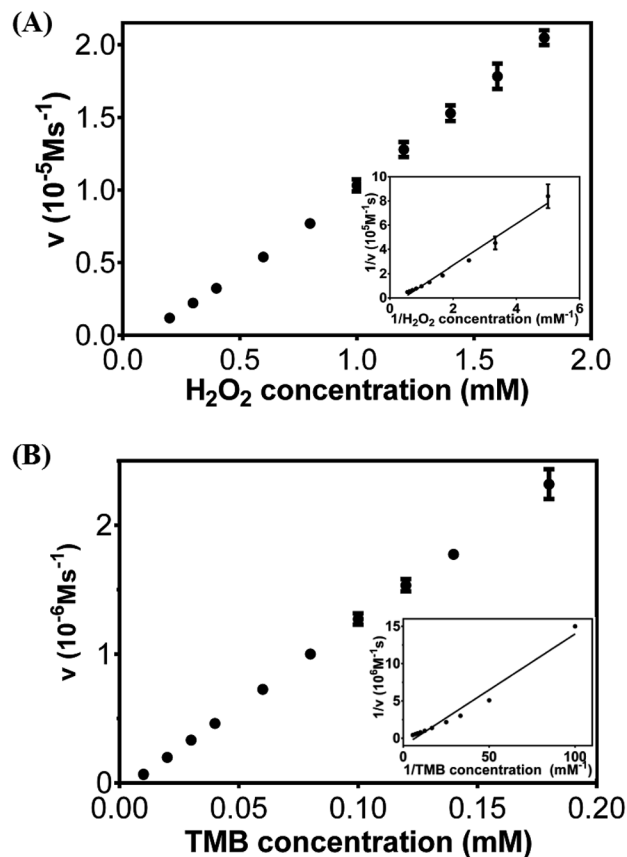 (A)
v (10⁻⁵Ms⁻¹)
2.0
1.5
1.0
0.5
0.0
0.0 0.5 1.0 1.5 2.0
H₂O₂ concentration (mM)
1/v (10⁵M⁻¹s)
10
8
6
4
2
0
2 4 6
1/H₂O₂ concentration (mM⁻¹)
(B)
v (10⁻⁶Ms⁻¹)
2
1
0
0.00 0.05 0.10 0.15 0.20
TMB concentration (mM)
1/v (10⁶M⁻¹s)
15
10
5
0
50 100
1/TMB concentration (mM⁻¹)